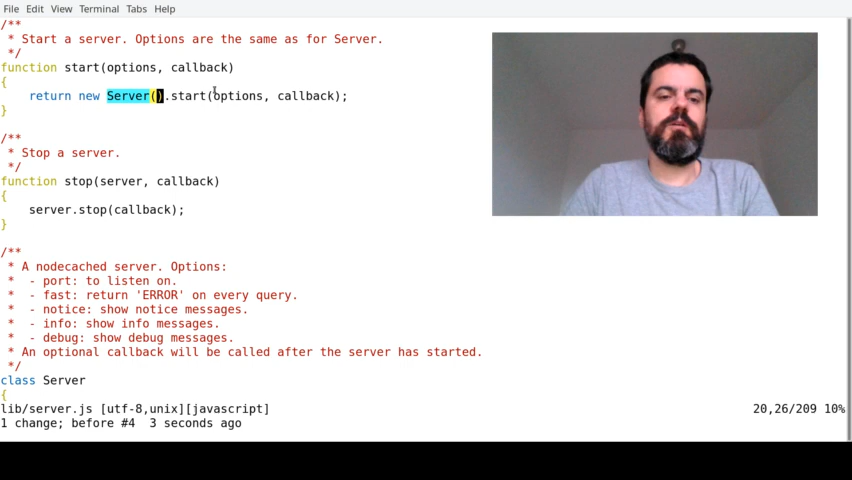 File Edit View Terminal Tabs Help
/**
 * Start a server. Options are the same as for Server.
 */
function start(options, callback)
{
    return new Server().start(options, callback);
}

/**
 * Stop a server.
 */
function stop(server, callback)
{
    server.stop(callback);
}

/**
 * A nodecached server. Options:
 *  - port: to listen on.
 *  - fast: return 'ERROR' on every query.
 *  - notice: show notice messages.
 *  - info: show info messages.
 *  - debug: show debug messages.
 * An optional callback will be called after the server has started.
 */
class Server
{
lib/server.js [utf-8,unix][javascript] 20,26/209 10%
1 change; before #4  3 seconds ago